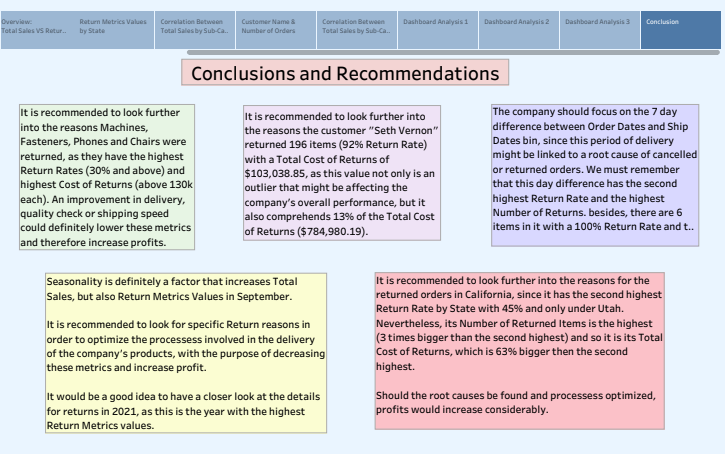 Overview:
Total Sales VS Retur..
Return Metrics Values
by State
Correlation Between
Total Sales by Sub-Ca..
Customer Name &
Number of Orders
Correlation Between
Total Sales by Sub-Ca..
Dashboard Analysis 1
Dashboard Analysis 2
Dashboard Analysis 3
Conclusion
Conclusions and Recommendations
It is recommended to look further
into the reasons Machines,
Fasteners, Phones and Chairs were
returned, as they have the highest
Return Rates (30% and above) and
highest Cost of Returns (above 130k
each). An improvement in delivery,
quality check or shipping speed
could definitely lower these metrics
and therefore increase profits.
It is recommended to look further into
the reasons the customer "Seth Vernon"
returned 196 items (92% Return Rate)
with a Total Cost of Returns of
$103,038.85, as this value not only is an
outlier that might be affecting the
company's overall performance, but it
also comprehends 13% of the Total Cost
of Returns ($784,980.19).
The company should focus on the 7 day
difference between Order Dates and Ship
Dates bin, since this period of delivery
might be linked to a root cause of cancelled
or returned orders. We must remember
that this day difference has the second
highest Return Rate and the highest
Number of Returns. besides, there are 6
items in it with a 100% Return Rate and t..
Seasonality is definitely a factor that increases Total
Sales, but also Return Metrics Values in September.
It is recommended to look for specific Return reasons in
order to optimize the processess involved in the delivery
of the company's products, with the purpose of decreasing
these metrics and increase profit.
It would be a good idea to have a closer look at the details
for returns in 2021, as this is the year with the highest
Return Metrics values.
It is recommended to look further into the reasons for the
returned orders in California, since it has the second highest
Return Rate by State with 45% and only under Utah.
Nevertheless, its Number of Returned Items is the highest
(3 times bigger than the second highest) and so it is its Total
Cost of Returns, which is 63% bigger then the second
highest.
Should the root causes be found and processess optimized,
profits would increase considerably.